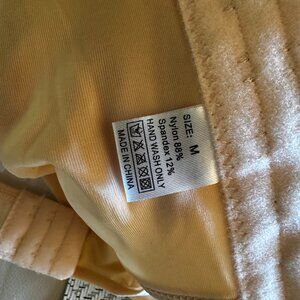 SIZE: M
Nylon 88%
Spandex 12%
HAND WASH ONLY
MADE IN CHINA